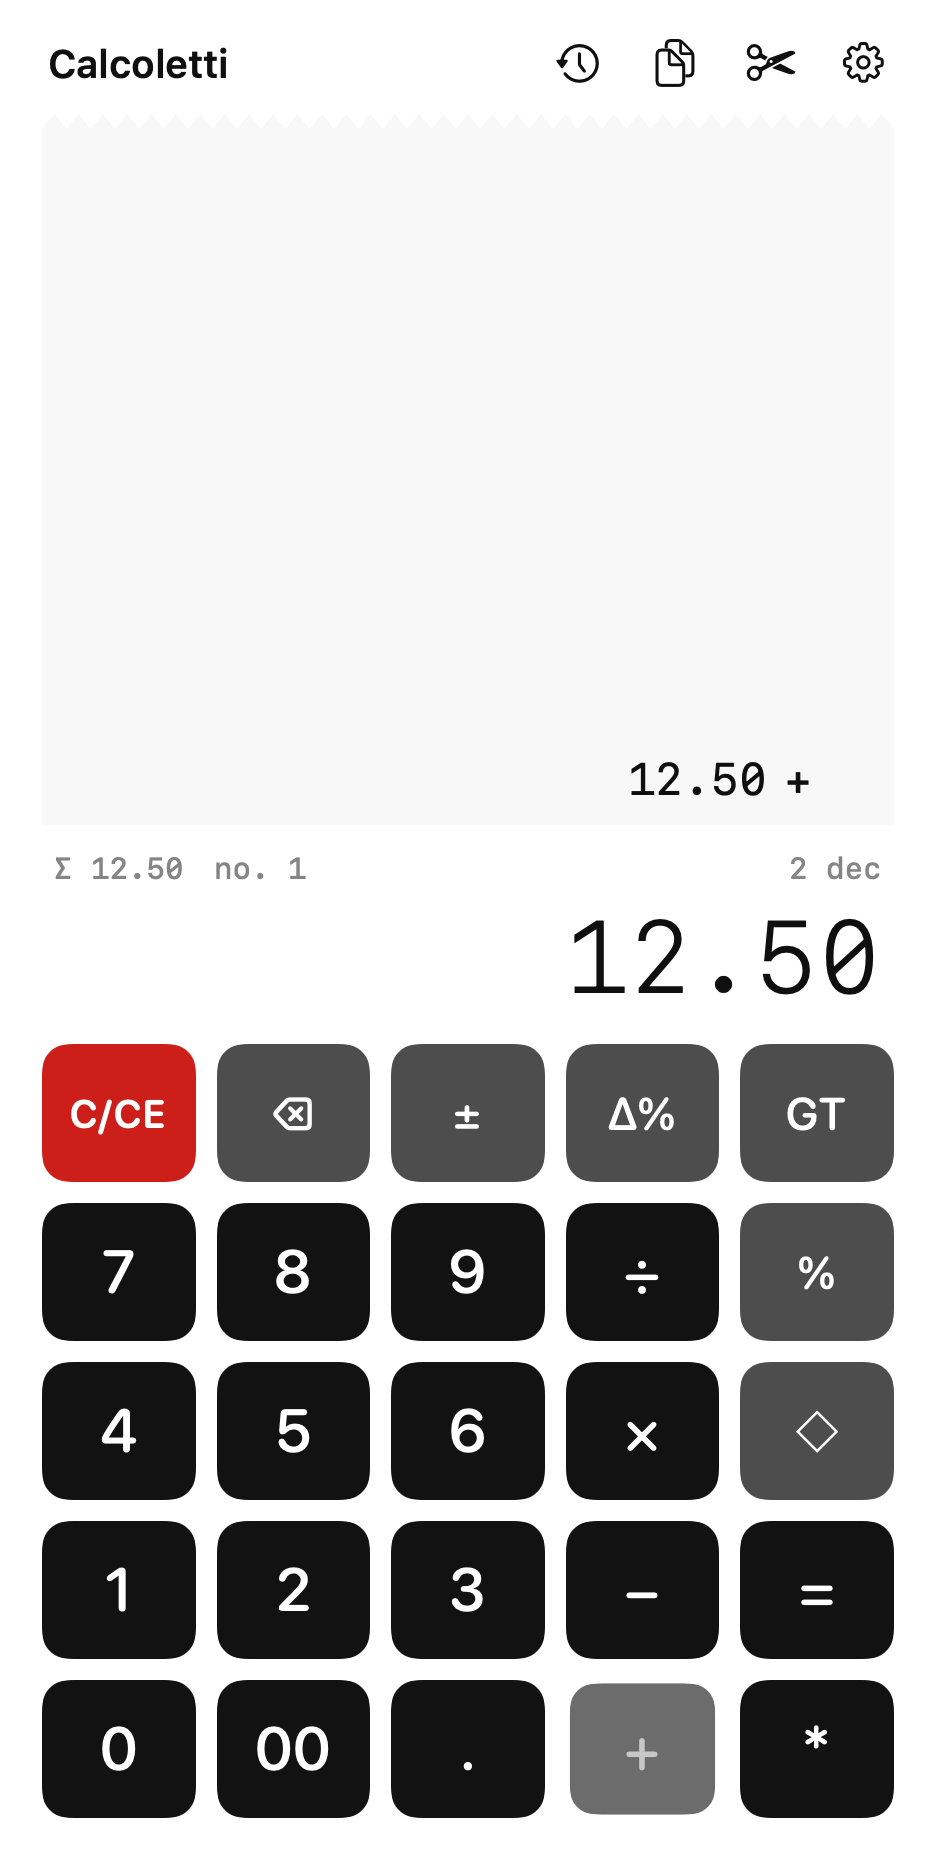 Calcoletti
12.50 +
Σ 12.50 no. 1 2 dec
12.50
C/CE ± Δ% GT
7 8 9 ÷ %
4 5 6 × ◇
1 2 3 − =
0 00 . + *